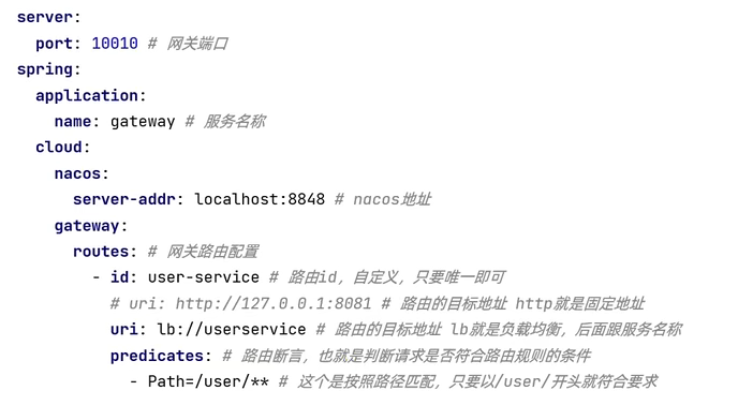 server:
  port: 10010 # 网关端口
spring:
  application:
    name: gateway # 服务名称
  cloud:
    nacos:
      server-addr: localhost:8848 # nacos地址
    gateway:
      routes: # 网关路由配置
        - id: user-service # 路由id，自定义，只要唯一即可
          # uri: http://127.0.0.1:8081 # 路由的目标地址 http就是固定地址
          uri: lb://userservice # 路由的目标地址 lb就是负载均衡，后面跟服务名称
          predicates: # 路由断言，也就是判断请求是否符合路由规则的条件
            - Path=/user/** # 这个是按照路径匹配，只要以/user/开头就符合要求